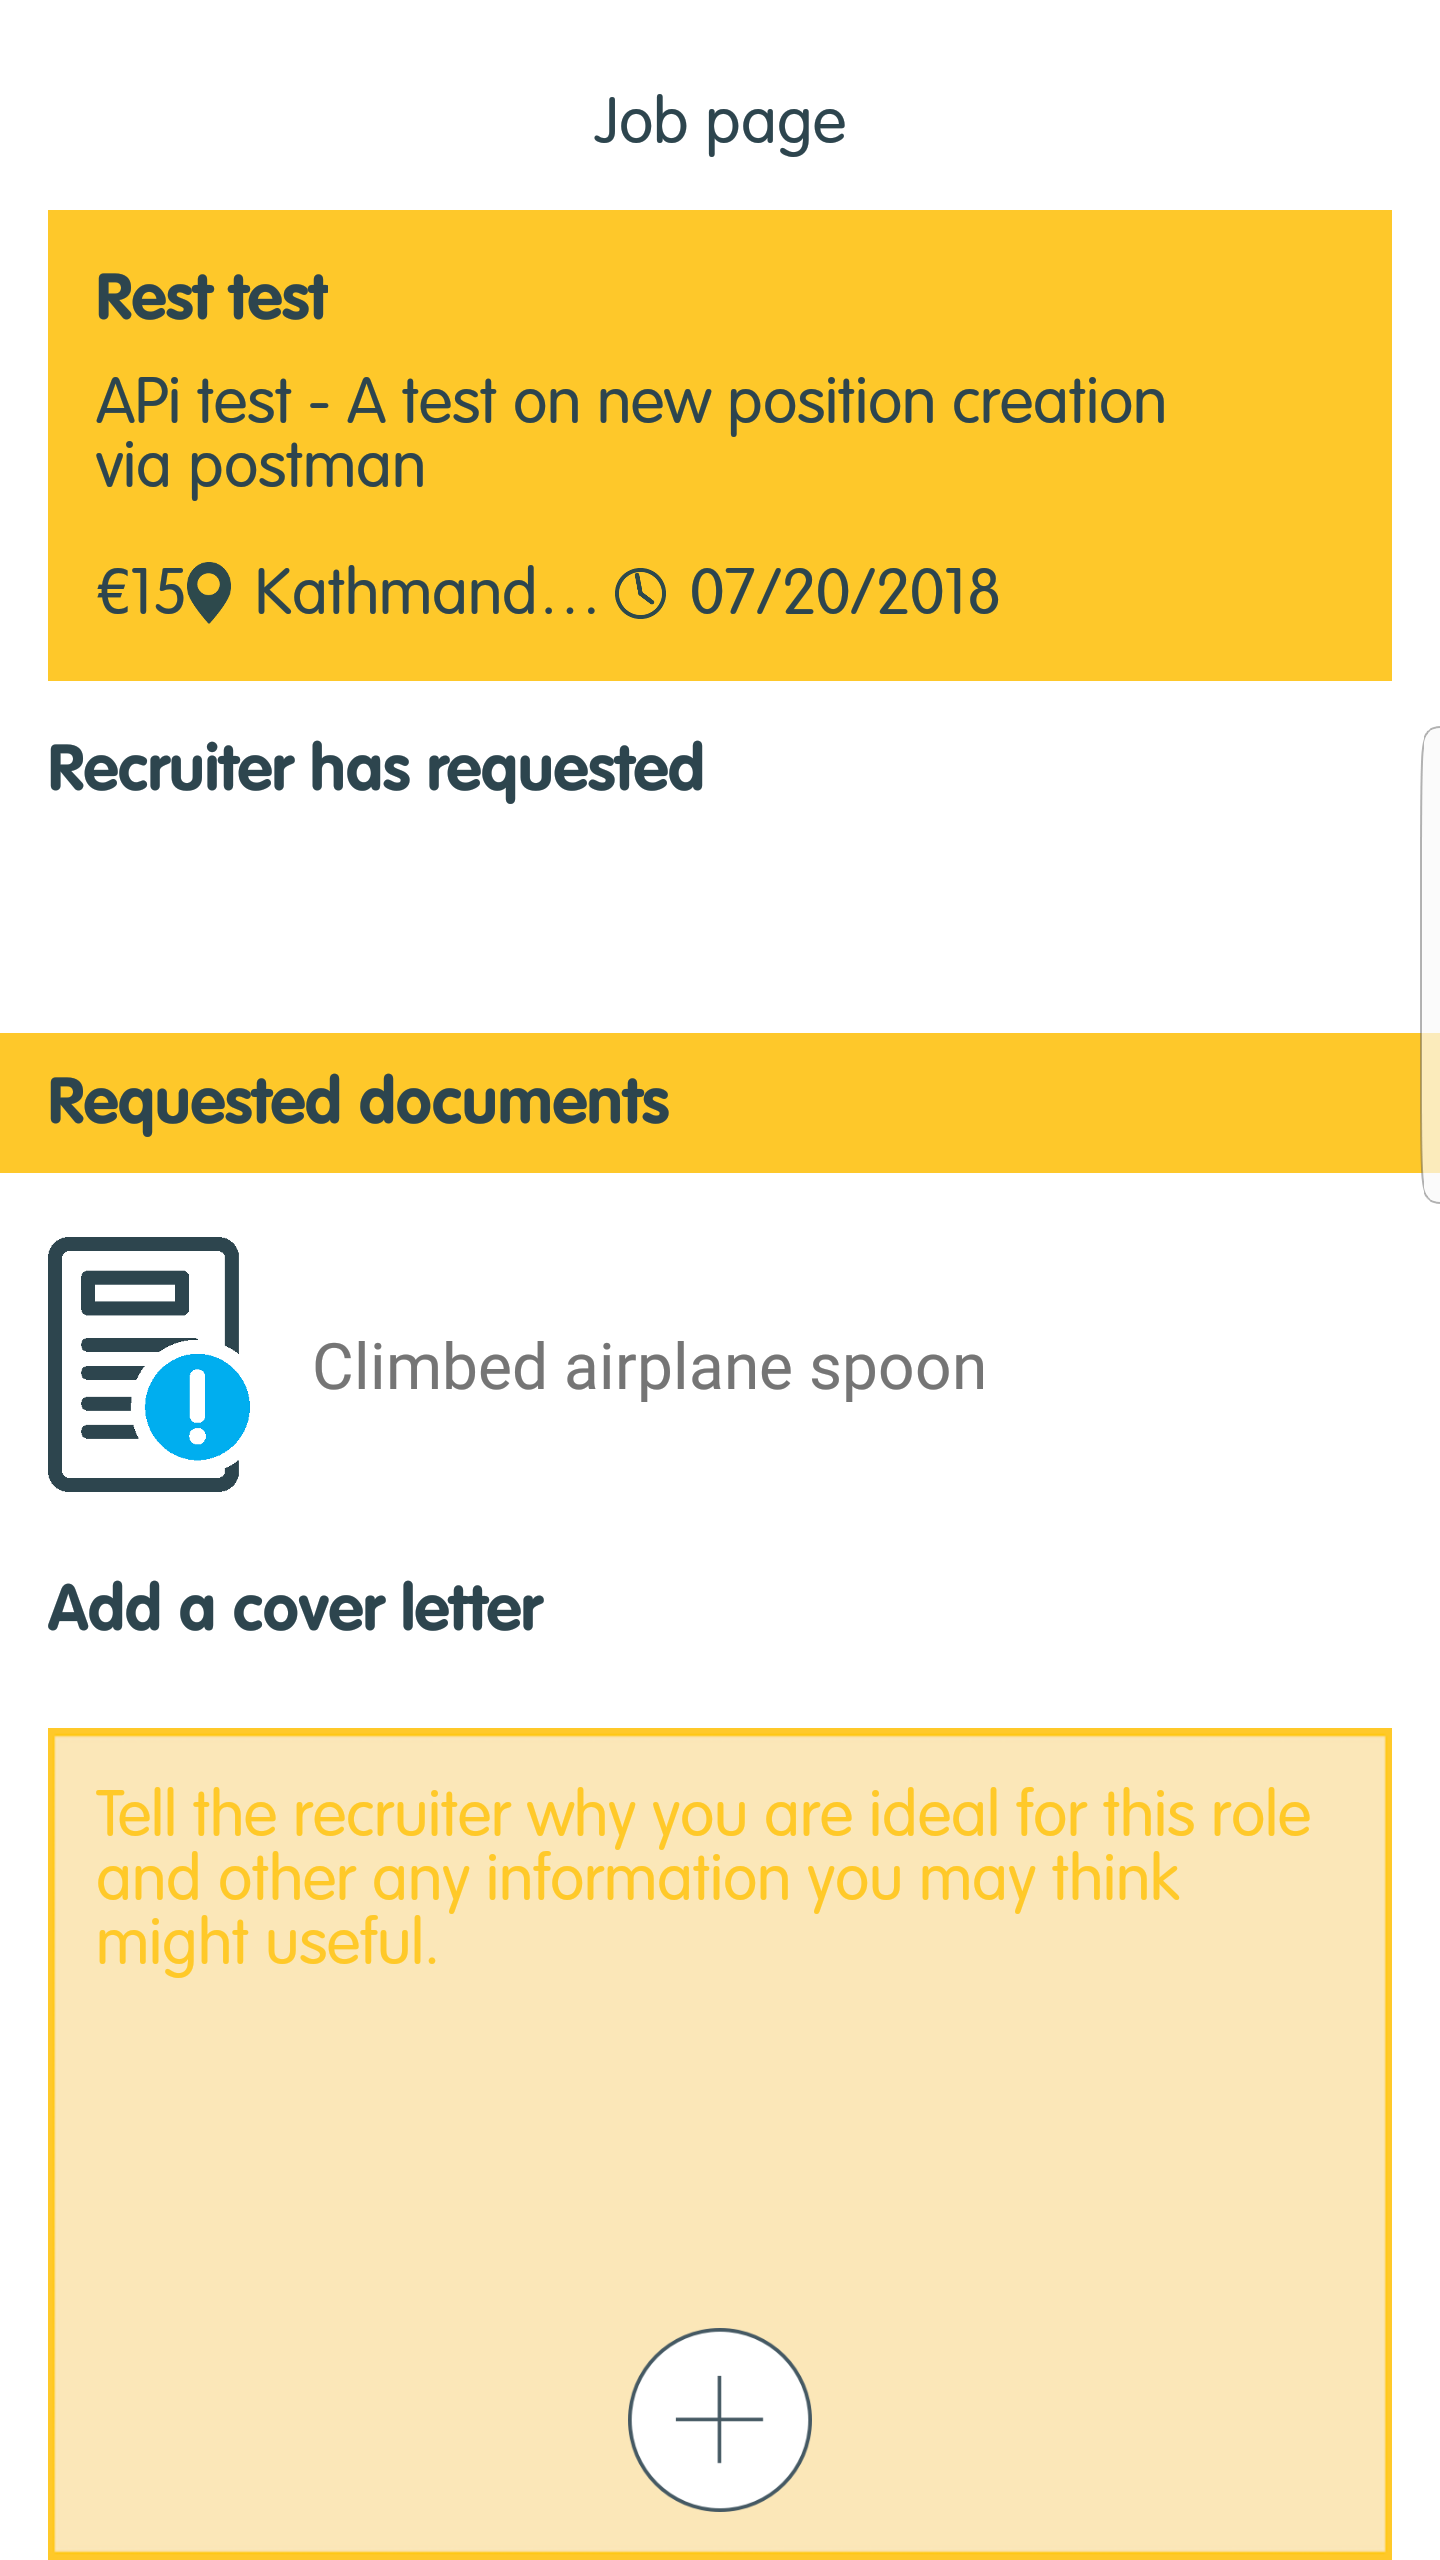 Job page
Rest test
APi test - A test on new position creation
via postman
€15 Kathmand... 07/20/2018
Recruiter has requested
Requested documents
Climbed airplane spoon
Add a cover letter
Tell the recruiter why you are ideal for this role
and other any information you may think
might useful.